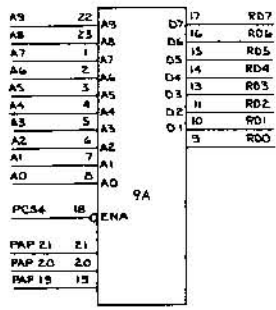 A9 22 A9 D7 17 RD7
A8 23 A8 D6 16 RD6
A7 1 A7 D5 15 RD5
A6 2 A6 D4 14 RD4
A5 3 A5 D3 13 RD3
A4 4 A4 D2 11 RD2
A3 5 A3 D1 10 RD1
A2 6 A2 9 RD0
A1 7 A1
A0 8 A0
9A
PCS4 18 ENA
PAP 21 21
PAP 20 20
PAP 19 19